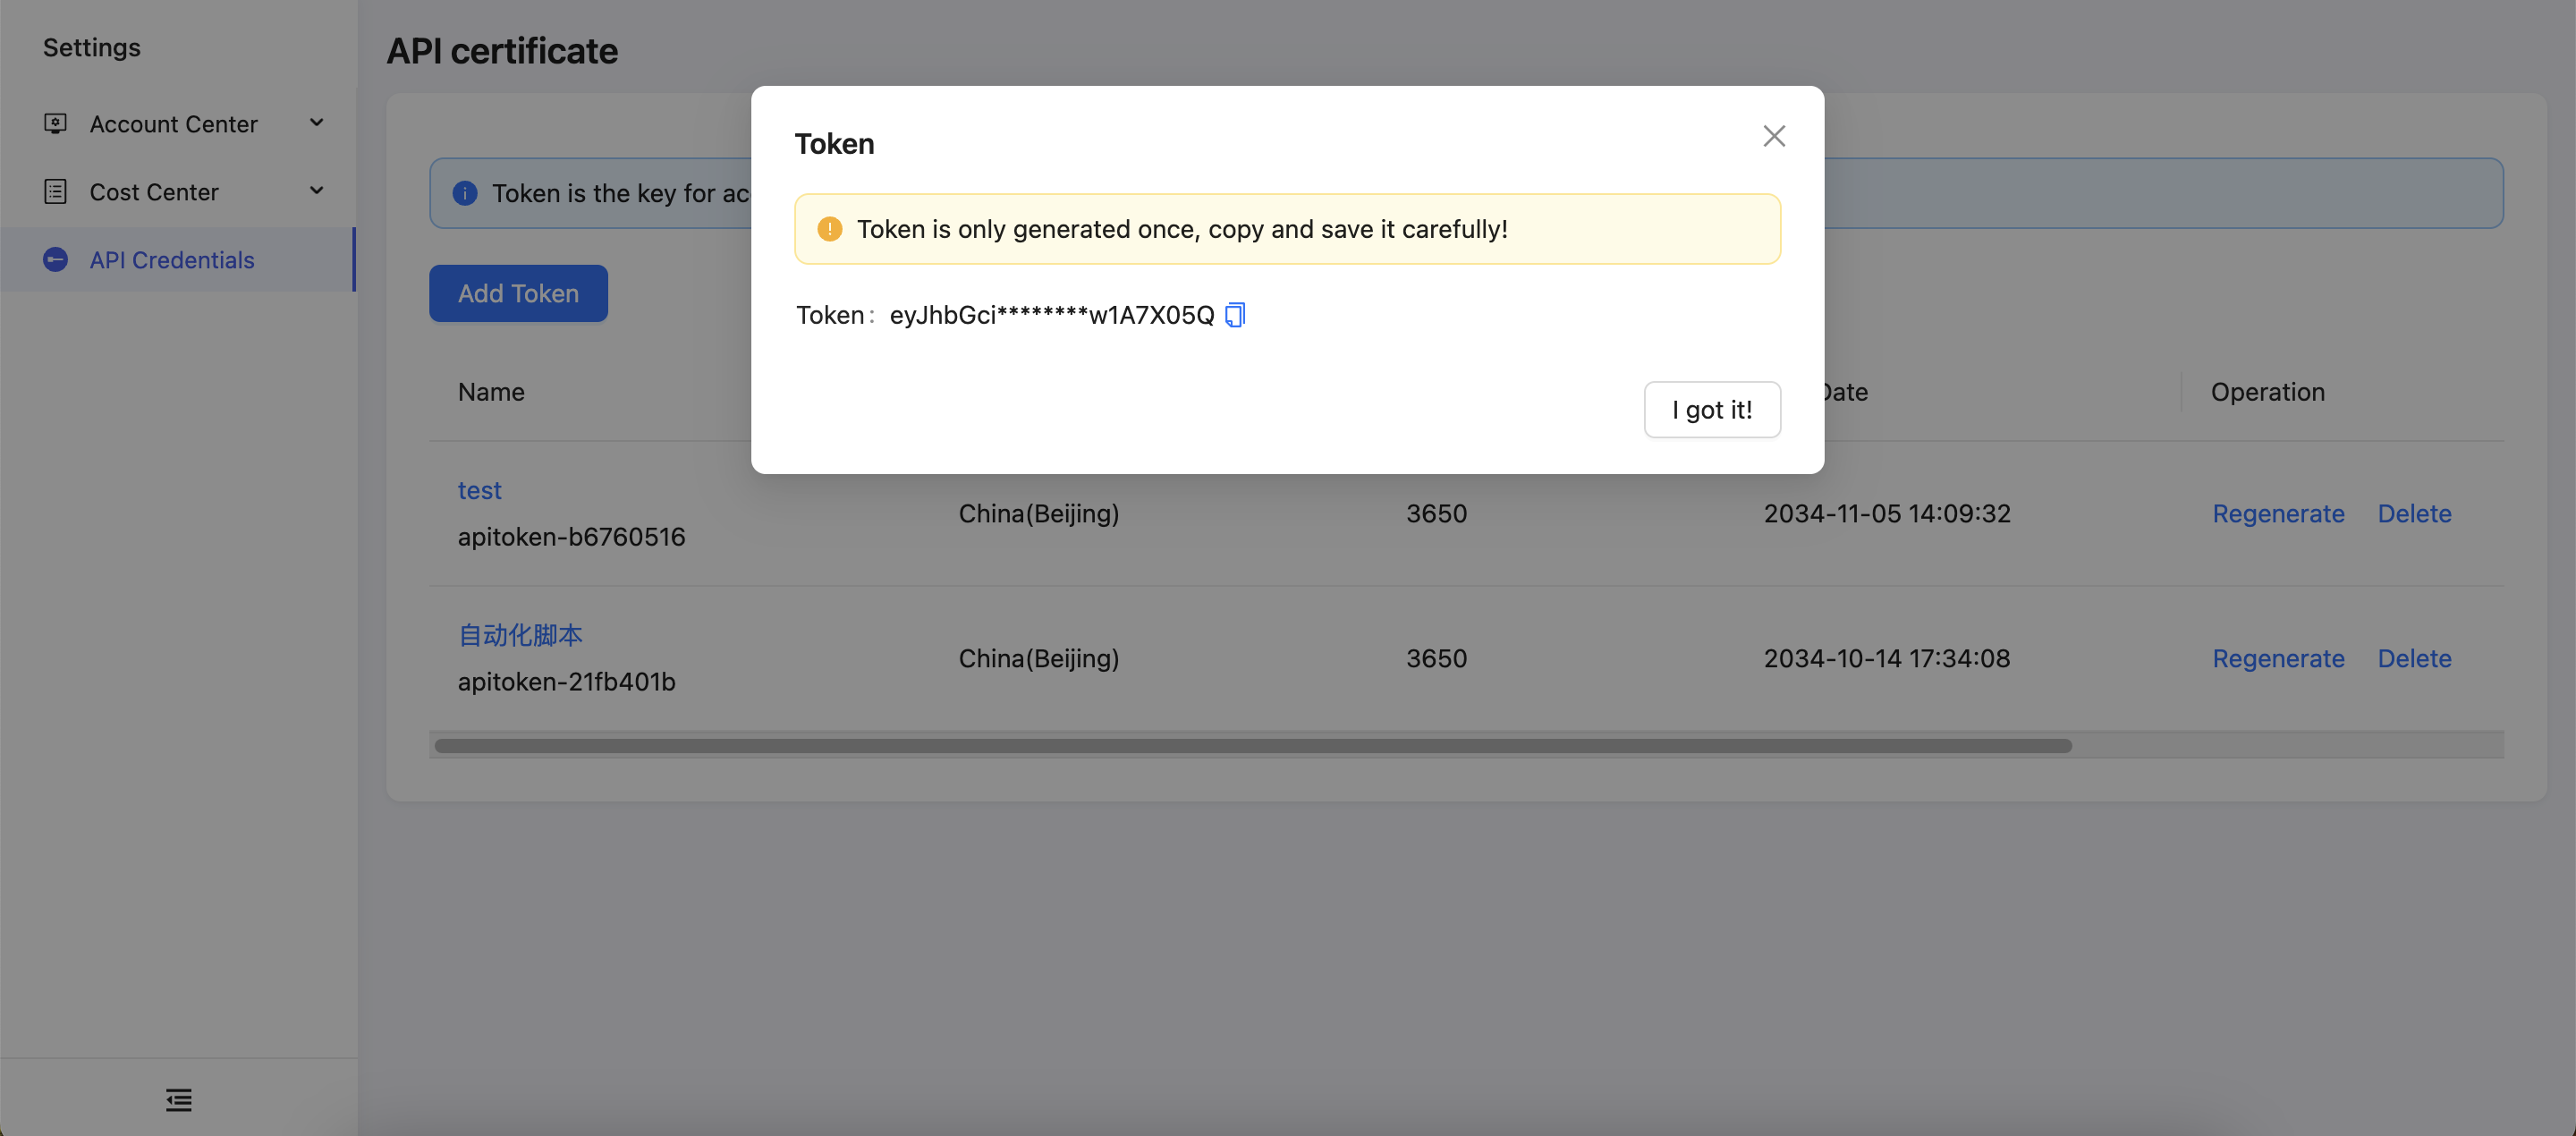 Settings
Account Center
Cost Center
API Credentials
API certificate
Token is the key for ac
Add Token
Token
Token is only generated once, copy and save it carefully!
Token: eyJhbGci********w1A7X05Q
I got it!
Name Date Operation
test
apitoken-b6760516
China(Beijing) 3650 2034-11-05 14:09:32 Regenerate Delete
自动化脚本
apitoken-21fb401b
China(Beijing) 3650 2034-10-14 17:34:08 Regenerate Delete